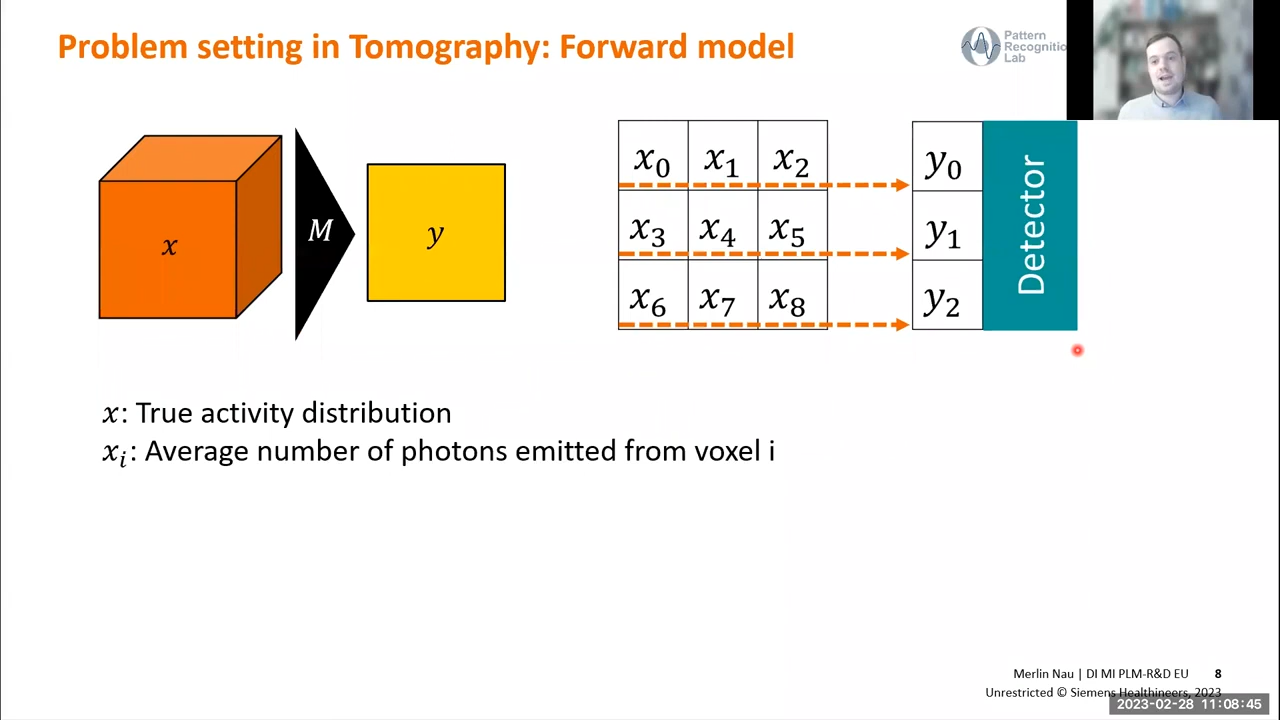 Problem setting in Tomography: Forward model
Pattern
Recognitio
Lab
x
M
y
x₀ x₁ x₂
x₃ x₄ x₅
x₆ x₇ x₈
y₀
y₁
y₂
Detector
x: True activity distribution
xᵢ: Average number of photons emitted from voxel i
Merlin Nau | DI MI PLM-R&D EU 8
Unrestricted © Siemens Healthineers, 2023
2023-02-28 11:08:45